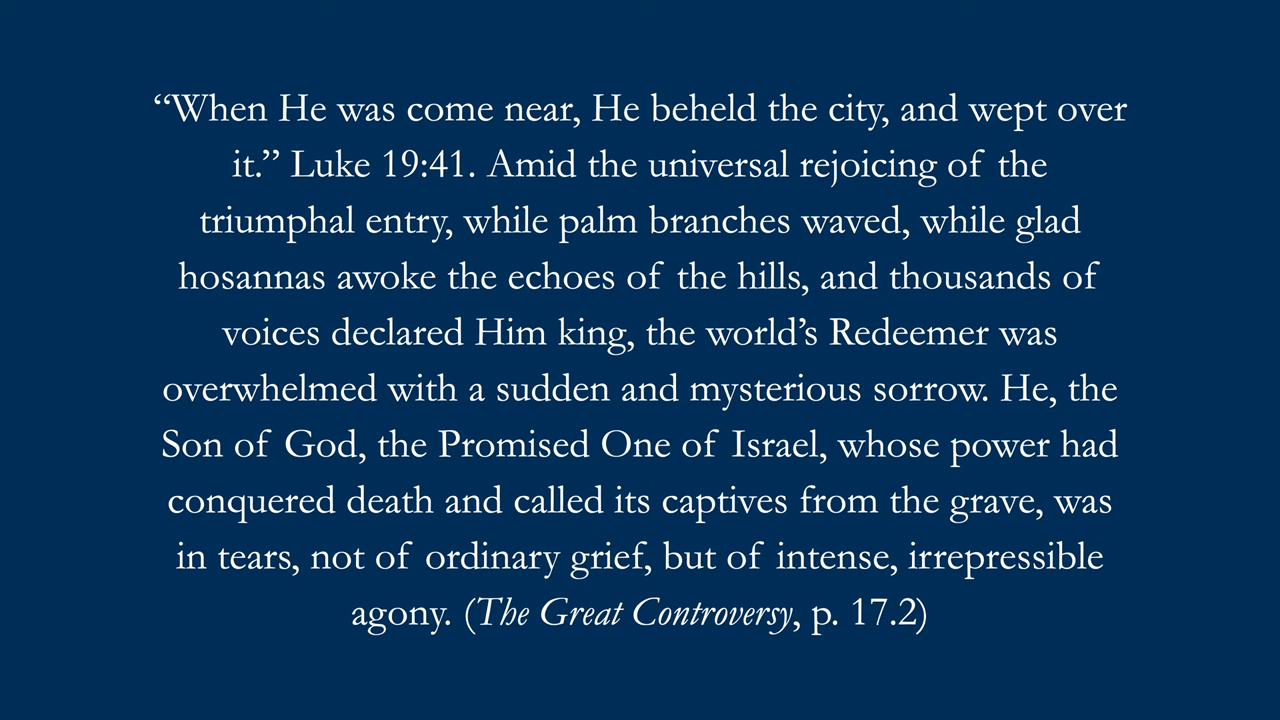 “When He was come near, He beheld the city, and wept over
it.” Luke 19:41. Amid the universal rejoicing of the
triumphal entry, while palm branches waved, while glad
hosannas awoke the echoes of the hills, and thousands of
voices declared Him king, the world’s Redeemer was
overwhelmed with a sudden and mysterious sorrow. He, the
Son of God, the Promised One of Israel, whose power had
conquered death and called its captives from the grave, was
in tears, not of ordinary grief, but of intense, irrepressible
agony. (The Great Controversy, p. 17.2)